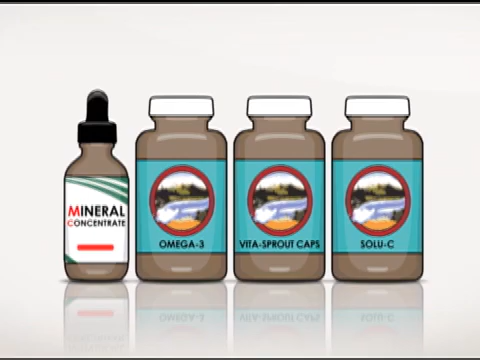 MINERAL
CONCENTRATE
OMEGA-3
VITA-SPROUT CAPS
SOLU-C